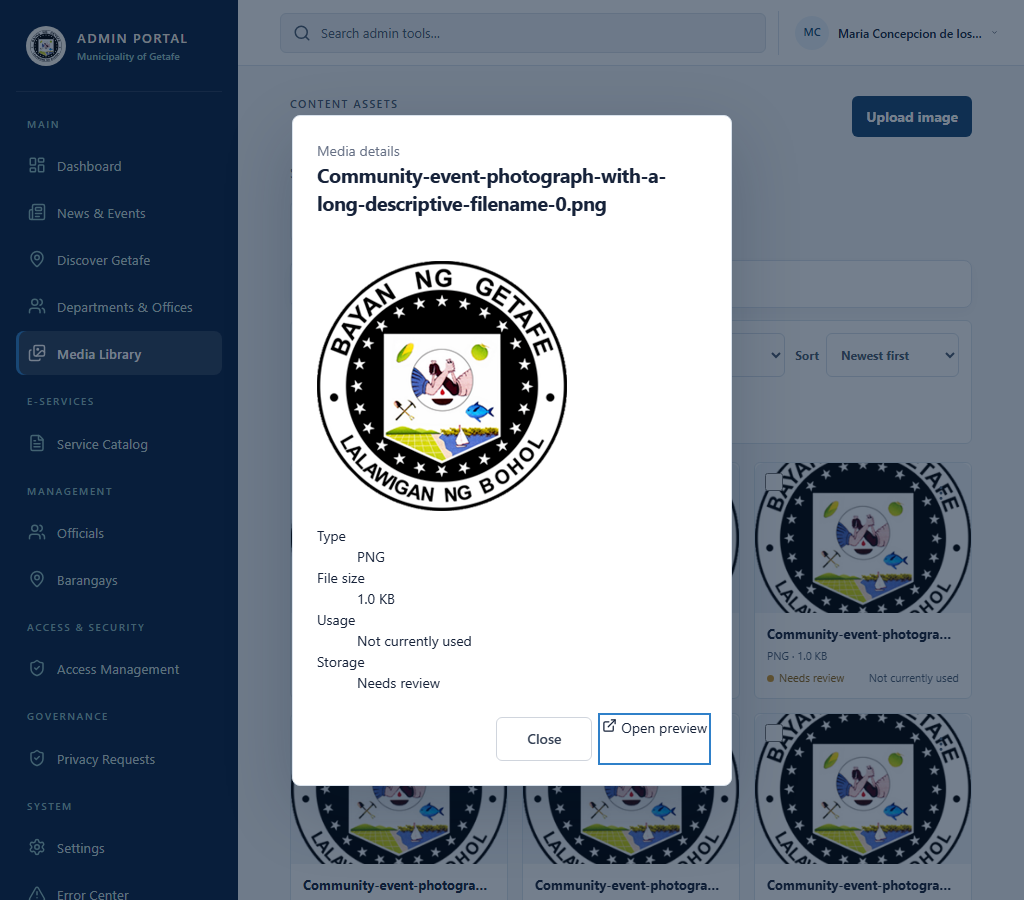 ADMIN PORTAL
Municipality of Getafe
Search admin tools...
MC
Maria Concepcion de los...
MAIN
Dashboard
News & Events
Discover Getafe
Departments & Offices
Media Library
E-SERVICES
Service Catalog
MANAGEMENT
Officials
Barangays
ACCESS & SECURITY
Access Management
GOVERNANCE
Privacy Requests
SYSTEM
Settings
Error Center
CONTENT ASSETS
Upload image
Sort
Newest first
Media details
Community-event-photograph-with-a-
long-descriptive-filename-0.png
BAYAN NG GETAFE
LALAWIGAN NG BOHOL
Type
PNG
File size
1.0 KB
Usage
Not currently used
Storage
Needs review
Close
Open preview
Community-event-photogra...
PNG · 1.0 KB
Needs review
Not currently used
Community-event-photogra...
Community-event-photogra...
Community-event-photogra...